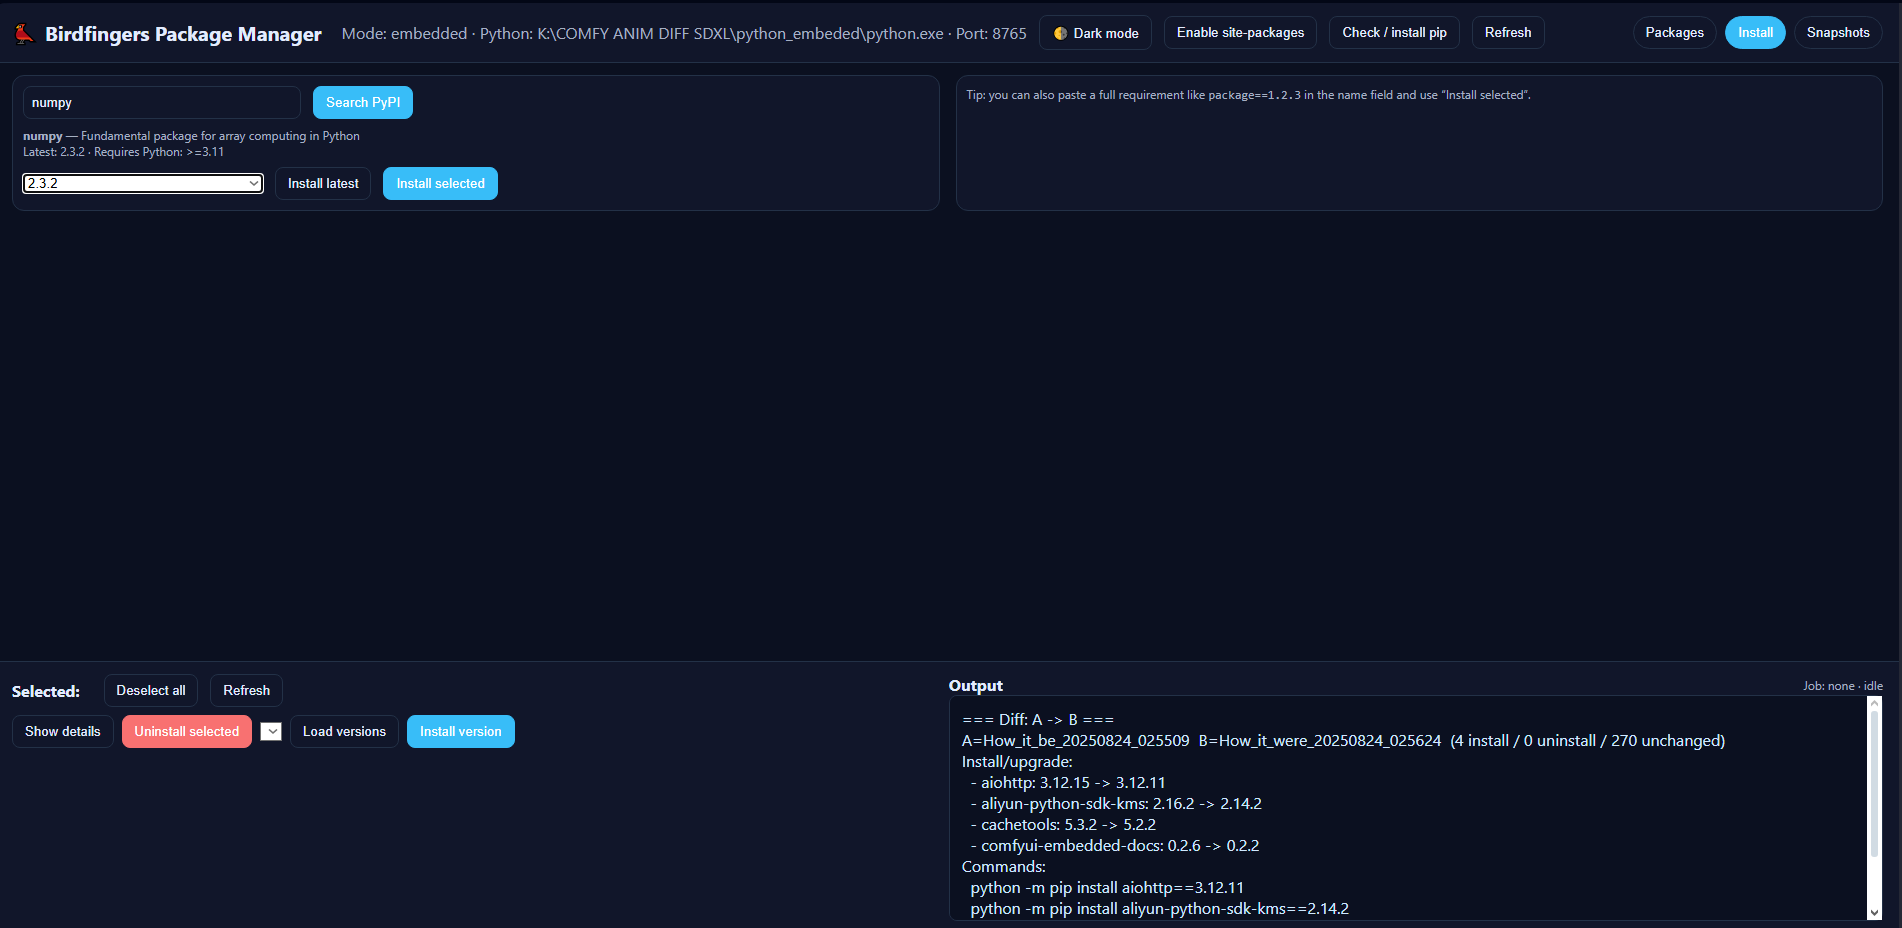 Birdfingers Package Manager
Mode: embedded · Python: K:\COMFY ANIM DIFF SDXL\python_embeded\python.exe · Port: 8765
Dark mode
Enable site-packages
Check / install pip
Refresh
Packages
Install
Snapshots
numpy
Search PyPI
numpy — Fundamental package for array computing in Python
Latest: 2.3.2 · Requires Python: >=3.11
2.3.2
Install latest
Install selected
Tip: you can also paste a full requirement like package==1.2.3 in the name field and use “Install selected”.
Selected:
Deselect all
Refresh
Show details
Uninstall selected
Load versions
Install version
Output
Job: none · idle
=== Diff: A -> B ===
A=How_it_be_20250824_025509  B=How_it_were_20250824_025624  (4 install / 0 uninstall / 270 unchanged)
Install/upgrade:
- aiohttp: 3.12.15 -> 3.12.11
- aliyun-python-sdk-kms: 2.16.2 -> 2.14.2
- cachetools: 5.3.2 -> 5.2.2
- comfyui-embedded-docs: 0.2.6 -> 0.2.2
Commands:
python -m pip install aiohttp==3.12.11
python -m pip install aliyun-python-sdk-kms==2.14.2